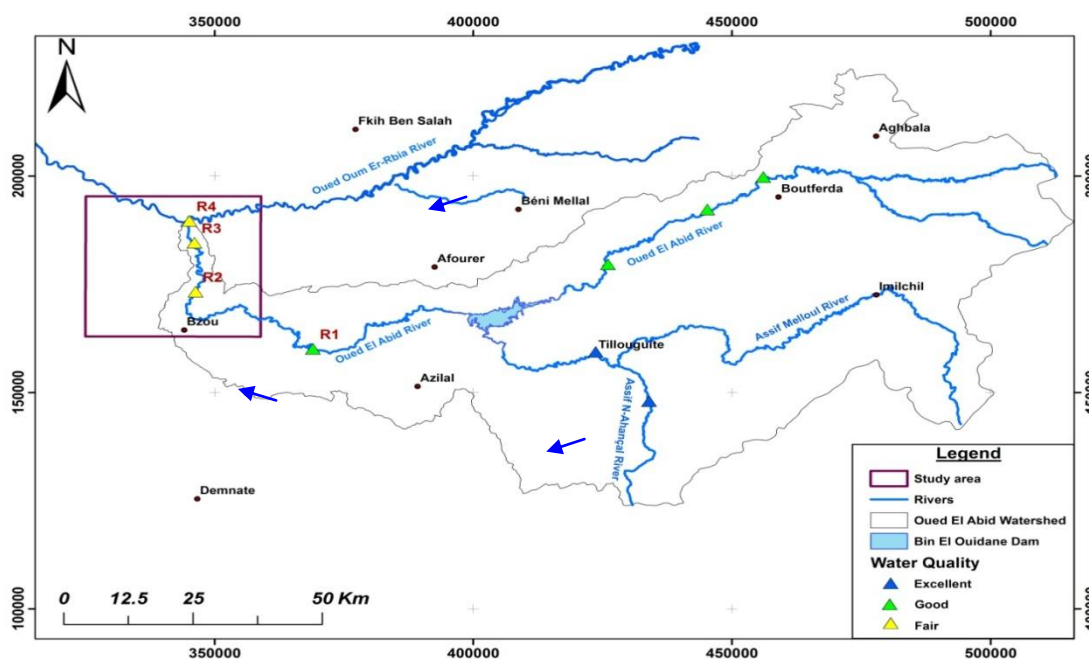 350000 400000 450000 500000
N
Fkih Ben Salah
Aghbala
Oued Oum Er-Rbia River
200000
Boutferda
R4
Béni Mellal
R3
Oued El Abid River
Afourer
R2
Imilchil
Bzou
R1
Oued El Abid River
Assif Melloul River
Tillouguite
Azilal
150000
Assif N-Ahançal River
Demnate
Legend
Study area
Rivers
Oued El Abid Watershed
Bin El Ouidane Dam
Water Quality
Excellent
Good
Fair
0 12.5 25 50 Km
100000
350000 400000 450000 500000